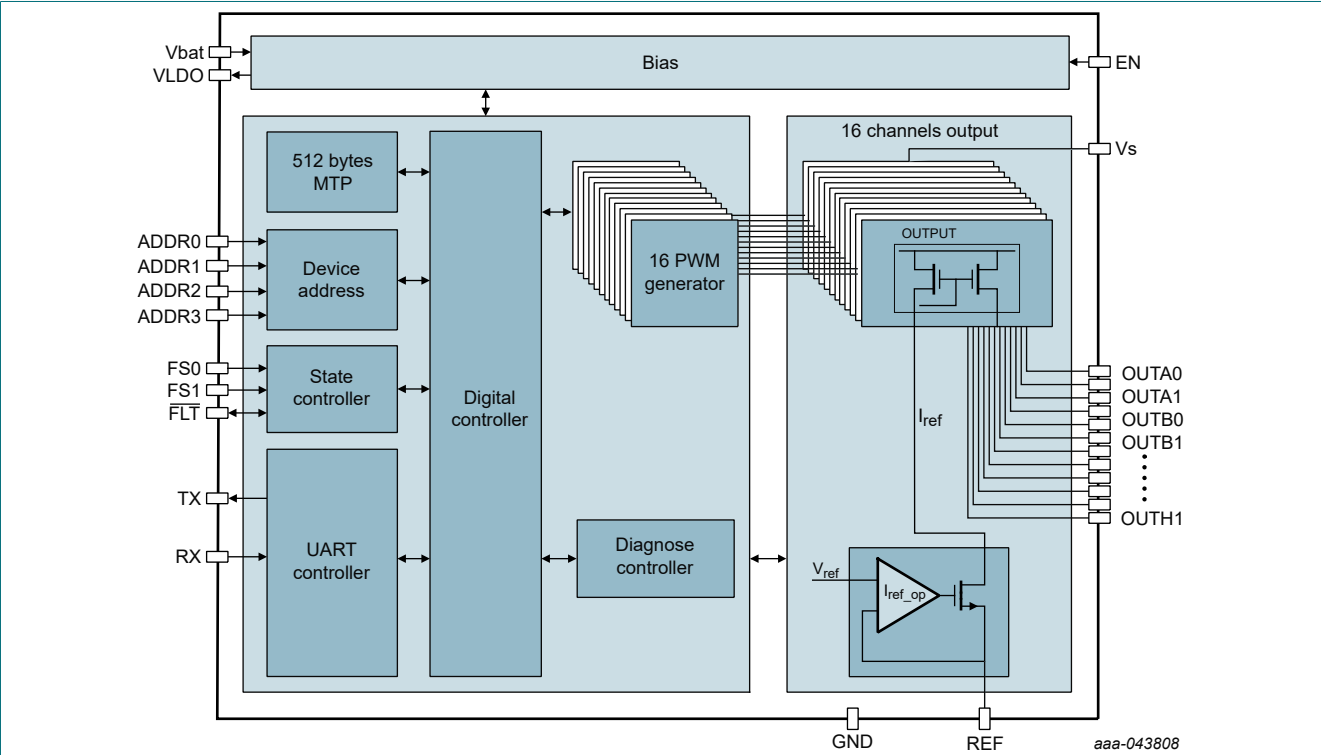 Vbat
VLDO
Bias
EN
16 channels output
Vs
512 bytes
MTP
ADDR0
ADDR1
ADDR2
ADDR3
Device
address
16 PWM
generator
OUTPUT
FS0
FS1
FLT
State
controller
Digital
controller
Iref
OUTA0
OUTA1
OUTB0
OUTB1
OUTH1
TX
RX
UART
controller
Diagnose
controller
Vref
Iref_op
GND
REF
aaa-043808